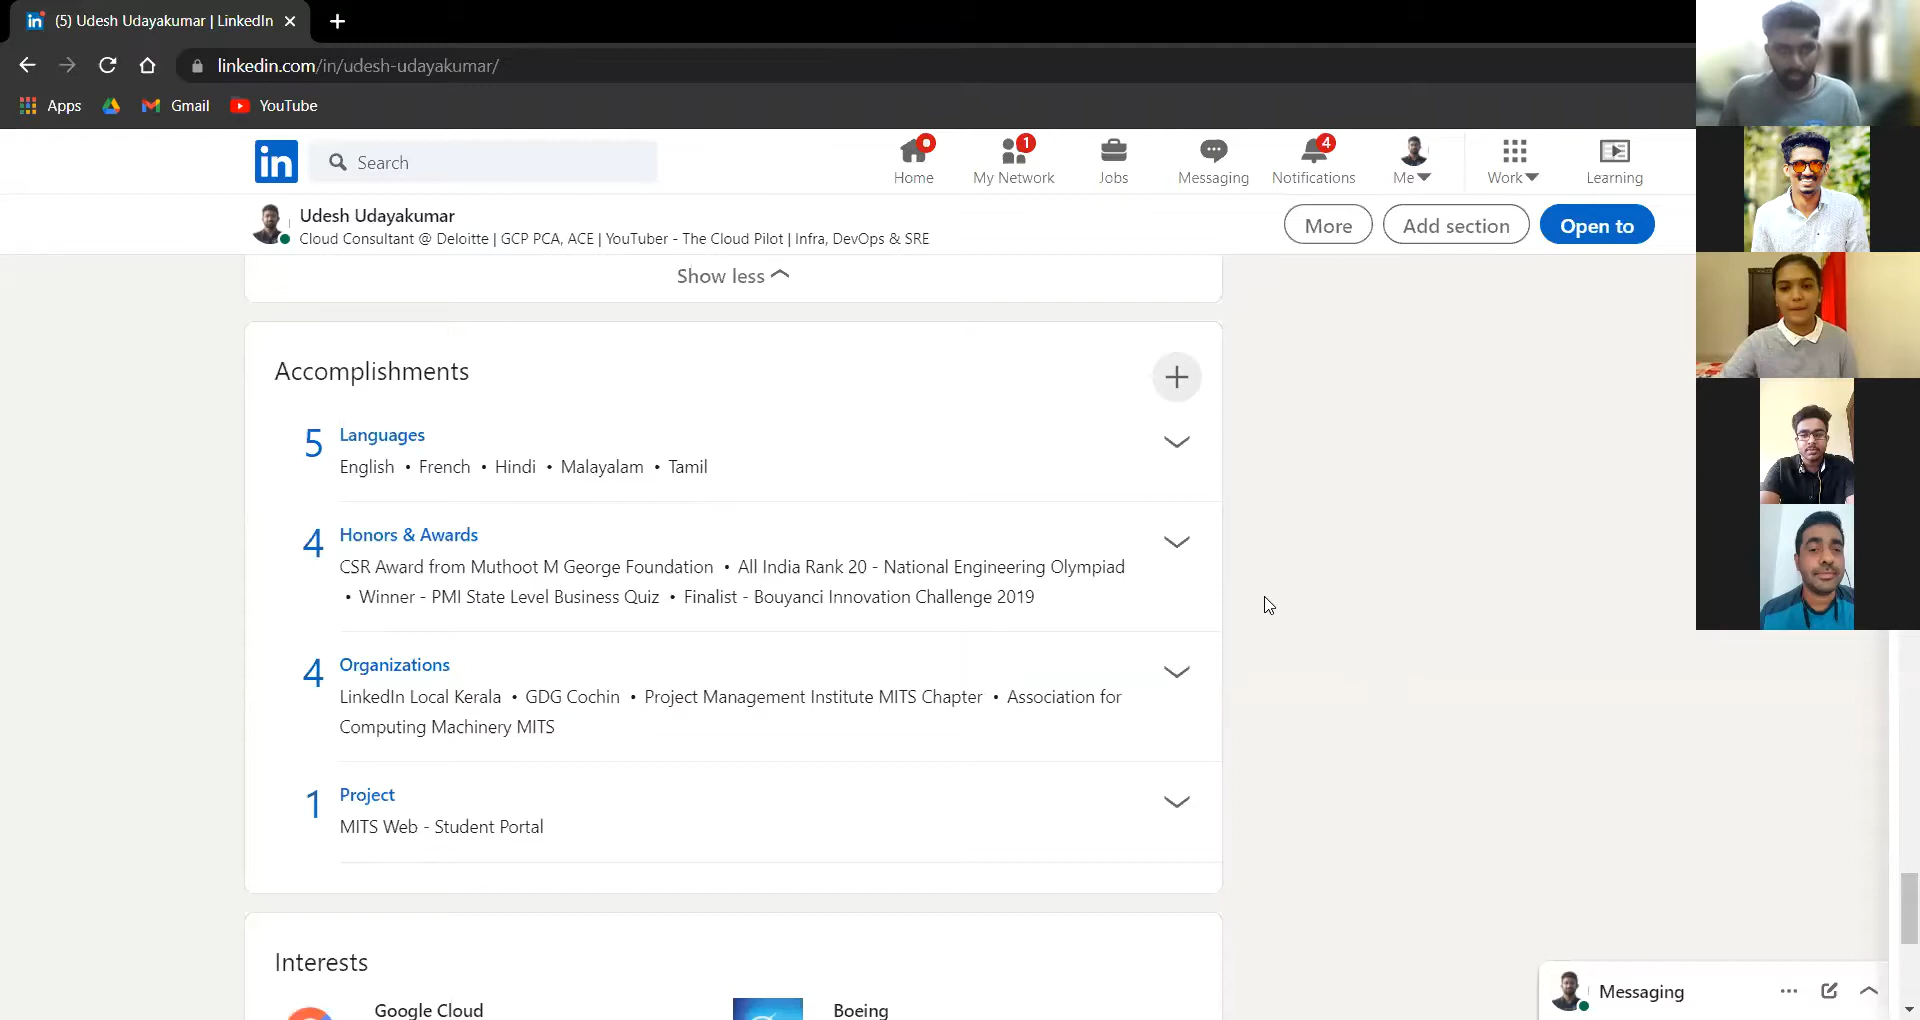 (5) Udesh Udayakumar | LinkedIn
linkedin.com/in/udesh-udayakumar/
Apps Gmail YouTube
in Search
Home My Network Jobs Messaging Notifications Me Work Learning
1 4
Udesh Udayakumar
Cloud Consultant @ Deloitte | GCP PCA, ACE | YouTuber - The Cloud Pilot | Infra, DevOps & SRE
More Add section Open to
Show less
Accomplishments
5 Languages
English • French • Hindi • Malayalam • Tamil
4 Honors & Awards
CSR Award from Muthoot M George Foundation • All India Rank 20 - National Engineering Olympiad
• Winner - PMI State Level Business Quiz • Finalist - Bouyanci Innovation Challenge 2019
4 Organizations
LinkedIn Local Kerala • GDG Cochin • Project Management Institute MITS Chapter • Association for
Computing Machinery MITS
1 Project
MITS Web - Student Portal
Interests
Google Cloud Boeing
Messaging